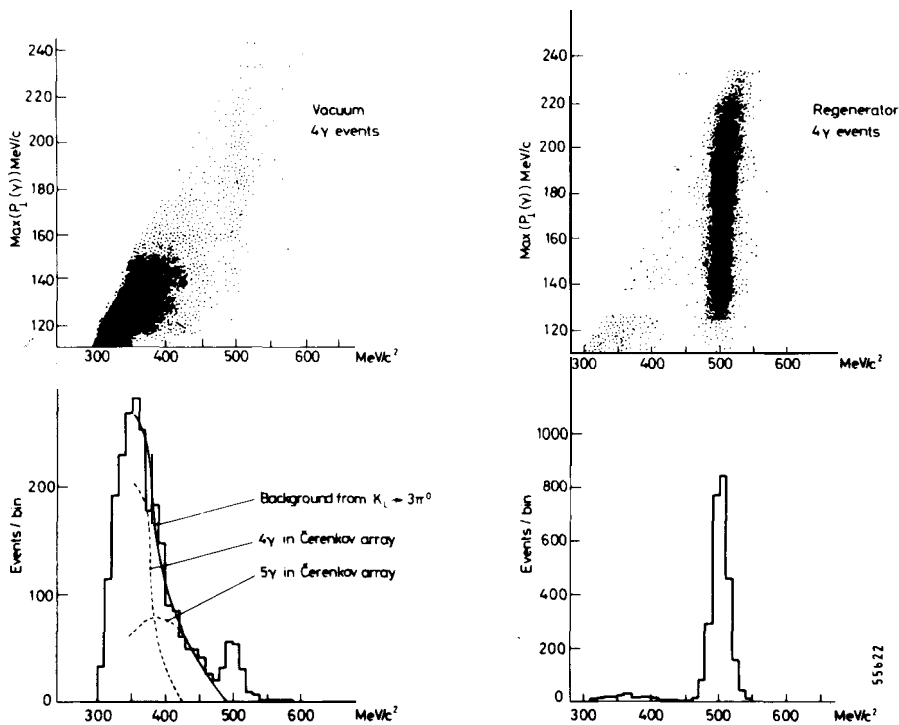 240
220
200
180
160
140
120
Max(P⊥(γ))MeV/c
Vacuum
4γ events
300 400 500 600 MeV/c²
240
220
200
180
160
140
120
110
Max(P⊥(γ))MeV/c
Regenerator
4γ events
300 400 500 600 MeV/c²
200
100
0
Events / bin
Background from K_L → 3π⁰
4γ in Čerenkov array
5γ in Čerenkov array
300 400 500 600 MeV/c²
1000
800
600
400
200
0
Events / bin
300 400 500 600 MeV/c²
55622